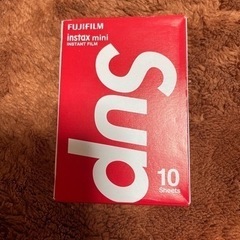 FUJIFILM
instax mini
INSTANT FILM
Sup
10
Sheets